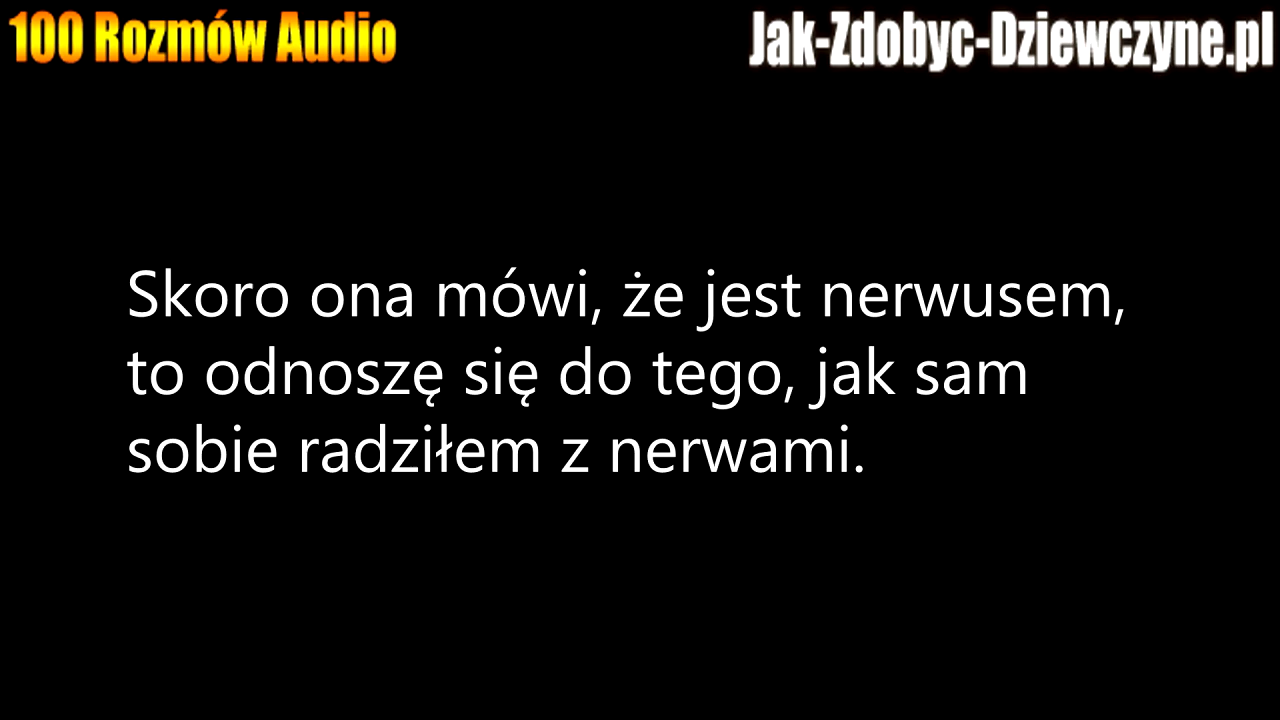 100 Rozmów Audio
Jak-Zdobyc-Dziewczyne.pl
Skoro ona mówi, że jest nerwusem,
to odnoszę się do tego, jak sam
sobie radziłem z nerwami.